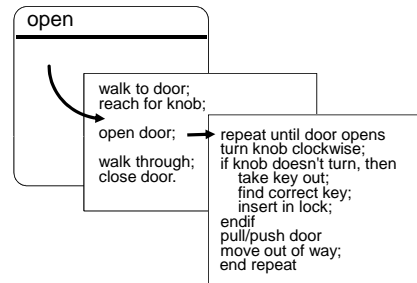 open
walk to door;
reach for knob;
open door;
walk through;
close door.
repeat until door opens
turn knob clockwise;
if knob doesn't turn, then
take key out;
find correct key;
insert in lock;
endif
pull/push door
move out of way;
end repeat